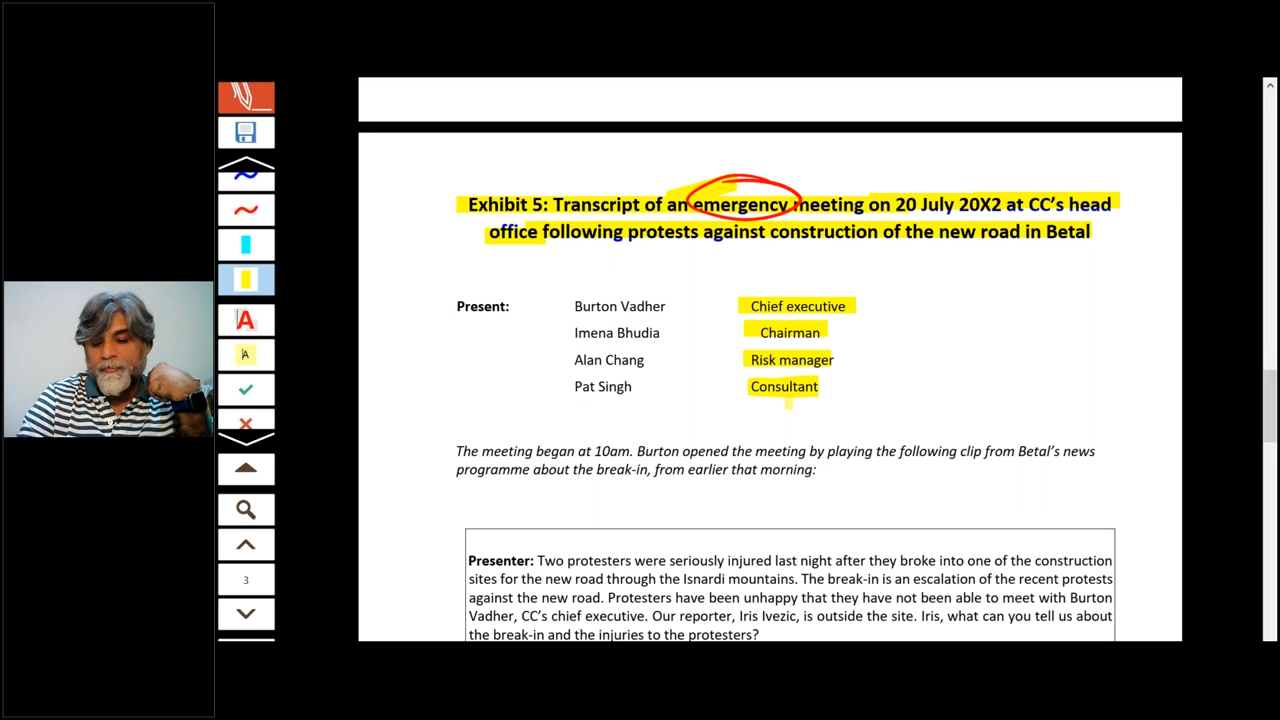 Exhibit 5: Transcript of an emergency meeting on 20 July 20X2 at CC's head
office following protests against construction of the new road in Betal
Present: Burton Vadher Chief executive
Imena Bhudia Chairman
Alan Chang Risk manager
Pat Singh Consultant
The meeting began at 10am. Burton opened the meeting by playing the following clip from Betal's news
programme about the break-in, from earlier that morning:
Presenter: Two protesters were seriously injured last night after they broke into one of the construction
sites for the new road through the Isnardi mountains. The break-in is an escalation of the recent protests
against the new road. Protesters have been unhappy that they have not been able to meet with Burton
Vadher, CC's chief executive. Our reporter, Iris Ivezic, is outside the site. Iris, what can you tell us about
the break-in and the injuries to the protesters?
A
A
3